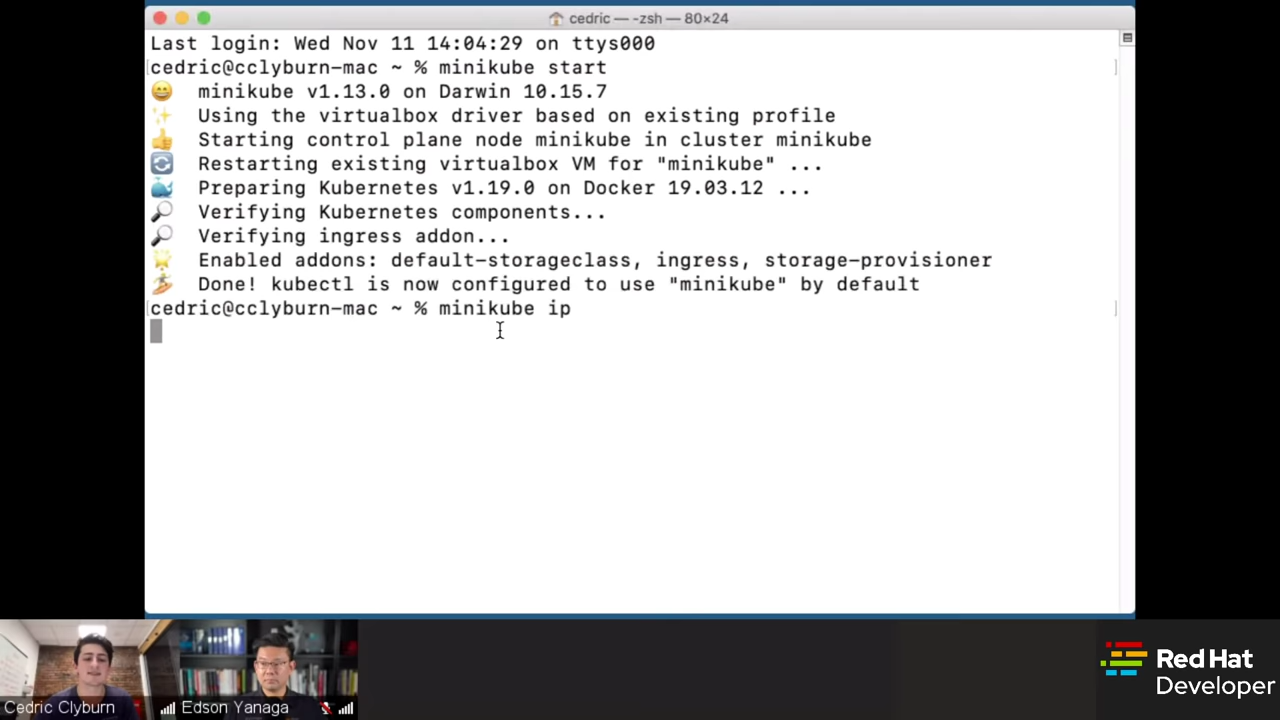 cedric — -zsh — 80×24
Last login: Wed Nov 11 14:04:29 on ttys000
[cedric@cclyburn-mac ~ % minikube start ]
minikube v1.13.0 on Darwin 10.15.7
Using the virtualbox driver based on existing profile
Starting control plane node minikube in cluster minikube
Restarting existing virtualbox VM for "minikube" ...
Preparing Kubernetes v1.19.0 on Docker 19.03.12 ...
Verifying Kubernetes components...
Verifying ingress addon...
Enabled addons: default-storageclass, ingress, storage-provisioner
Done! kubectl is now configured to use "minikube" by default
[cedric@cclyburn-mac ~ % minikube ip ]
Cedric Clyburn
Edson Yanaga
Red Hat
Developer